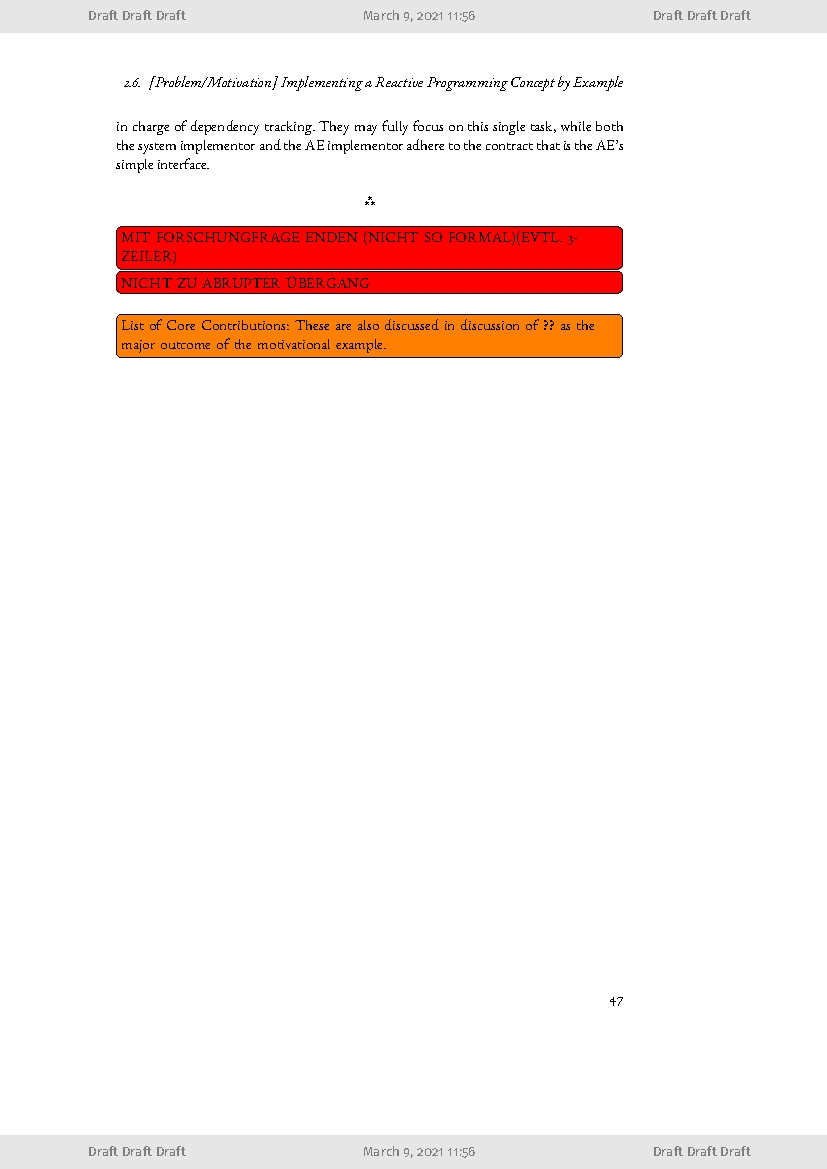 Draft Draft Draft March 9, 2021 11:56 Draft Draft Draft
2.6. [Problem/Motivation] Implementing a Reactive Programming Concept by Example
in charge of dependency tracking. They may fully focus on this single task, while both
the system implementor and the AE implementor adhere to the contract that is the AE’s
simple interface.
⁂
MIT FORSCHUNGFRAGE ENDEN (NICHT SO FORMAL)(EVTL. 3-
ZEILER)
NICHT ZU ABRUPTER ÜBERGANG
List of Core Contributions: These are also discussed in discussion of ?? as the
major outcome of the motivational example.
47
Draft Draft Draft March 9, 2021 11:56 Draft Draft Draft